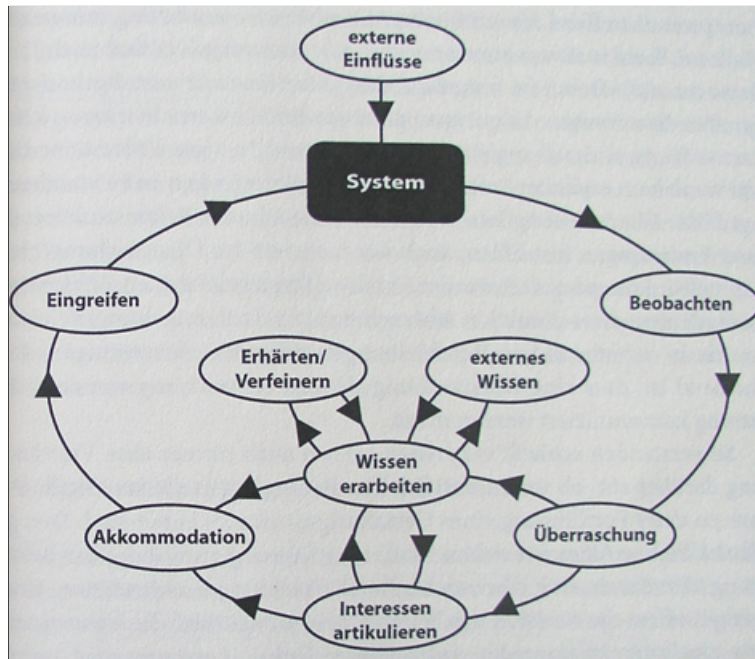 externe
Einflüsse
System
Eingreifen
Beobachten
Erhärten/
Verfeinern
externes
Wissen
Wissen
erarbeiten
Akkommodation
Überraschung
Interessen
artikulieren